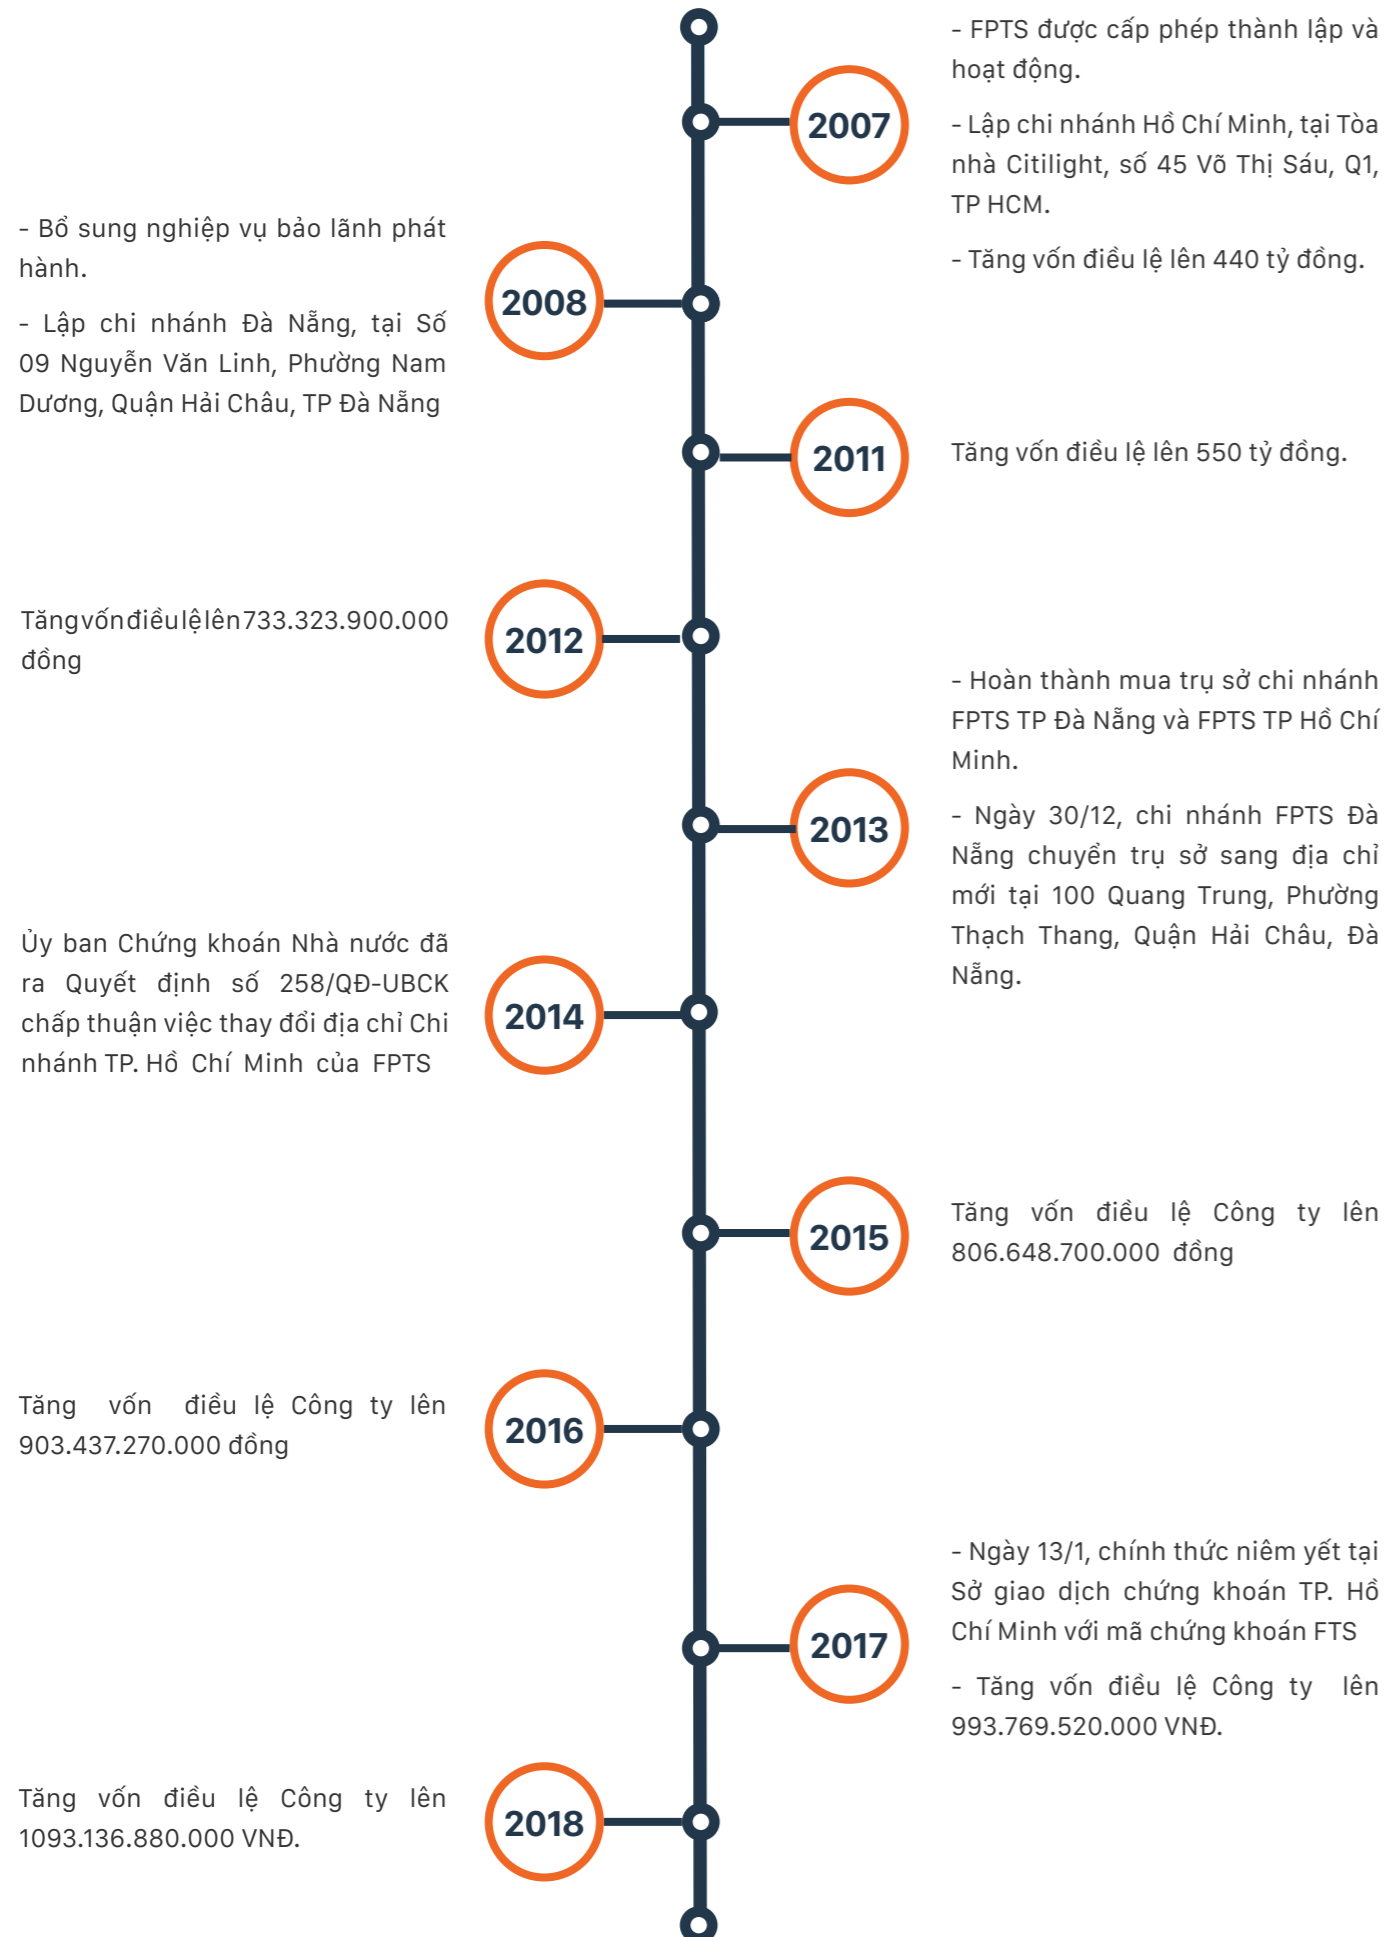 - FPTS được cấp phép thành lập và
hoạt động.
- Lập chi nhánh Hồ Chí Minh, tại Tòa
nhà Citilight, số 45 Võ Thị Sáu, Q1,
TP HCM.
- Tăng vốn điều lệ lên 440 tỷ đồng.
2007
- Bổ sung nghiệp vụ bảo lãnh phát
hành.
- Lập chi nhánh Đà Nẵng, tại Số
09 Nguyễn Văn Linh, Phường Nam
Dương, Quận Hải Châu, TP Đà Nẵng
2008
2011
Tăng vốn điều lệ lên 550 tỷ đồng.
Tăng vốn điều lệ lên 733.323.900.000
đồng
2012
- Hoàn thành mua trụ sở chi nhánh
FPTS TP Đà Nẵng và FPTS TP Hồ Chí
Minh.
- Ngày 30/12, chi nhánh FPTS Đà
Nẵng chuyển trụ sở sang địa chỉ
mới tại 100 Quang Trung, Phường
Thạch Thang, Quận Hải Châu, Đà
Nẵng.
2013
Ủy ban Chứng khoán Nhà nước đã
ra Quyết định số 258/QĐ-UBCK
chấp thuận việc thay đổi địa chỉ Chi
nhánh TP. Hồ Chí Minh của FPTS
2014
2015
Tăng vốn điều lệ Công ty lên
806.648.700.000 đồng
Tăng vốn điều lệ Công ty lên
903.437.270.000 đồng
2016
- Ngày 13/1, chính thức niêm yết tại
Sở giao dịch chứng khoán TP. Hồ
Chí Minh với mã chứng khoán FTS
- Tăng vốn điều lệ Công ty lên
993.769.520.000 VNĐ.
2017
Tăng vốn điều lệ Công ty lên
1093.136.880.000 VNĐ.
2018